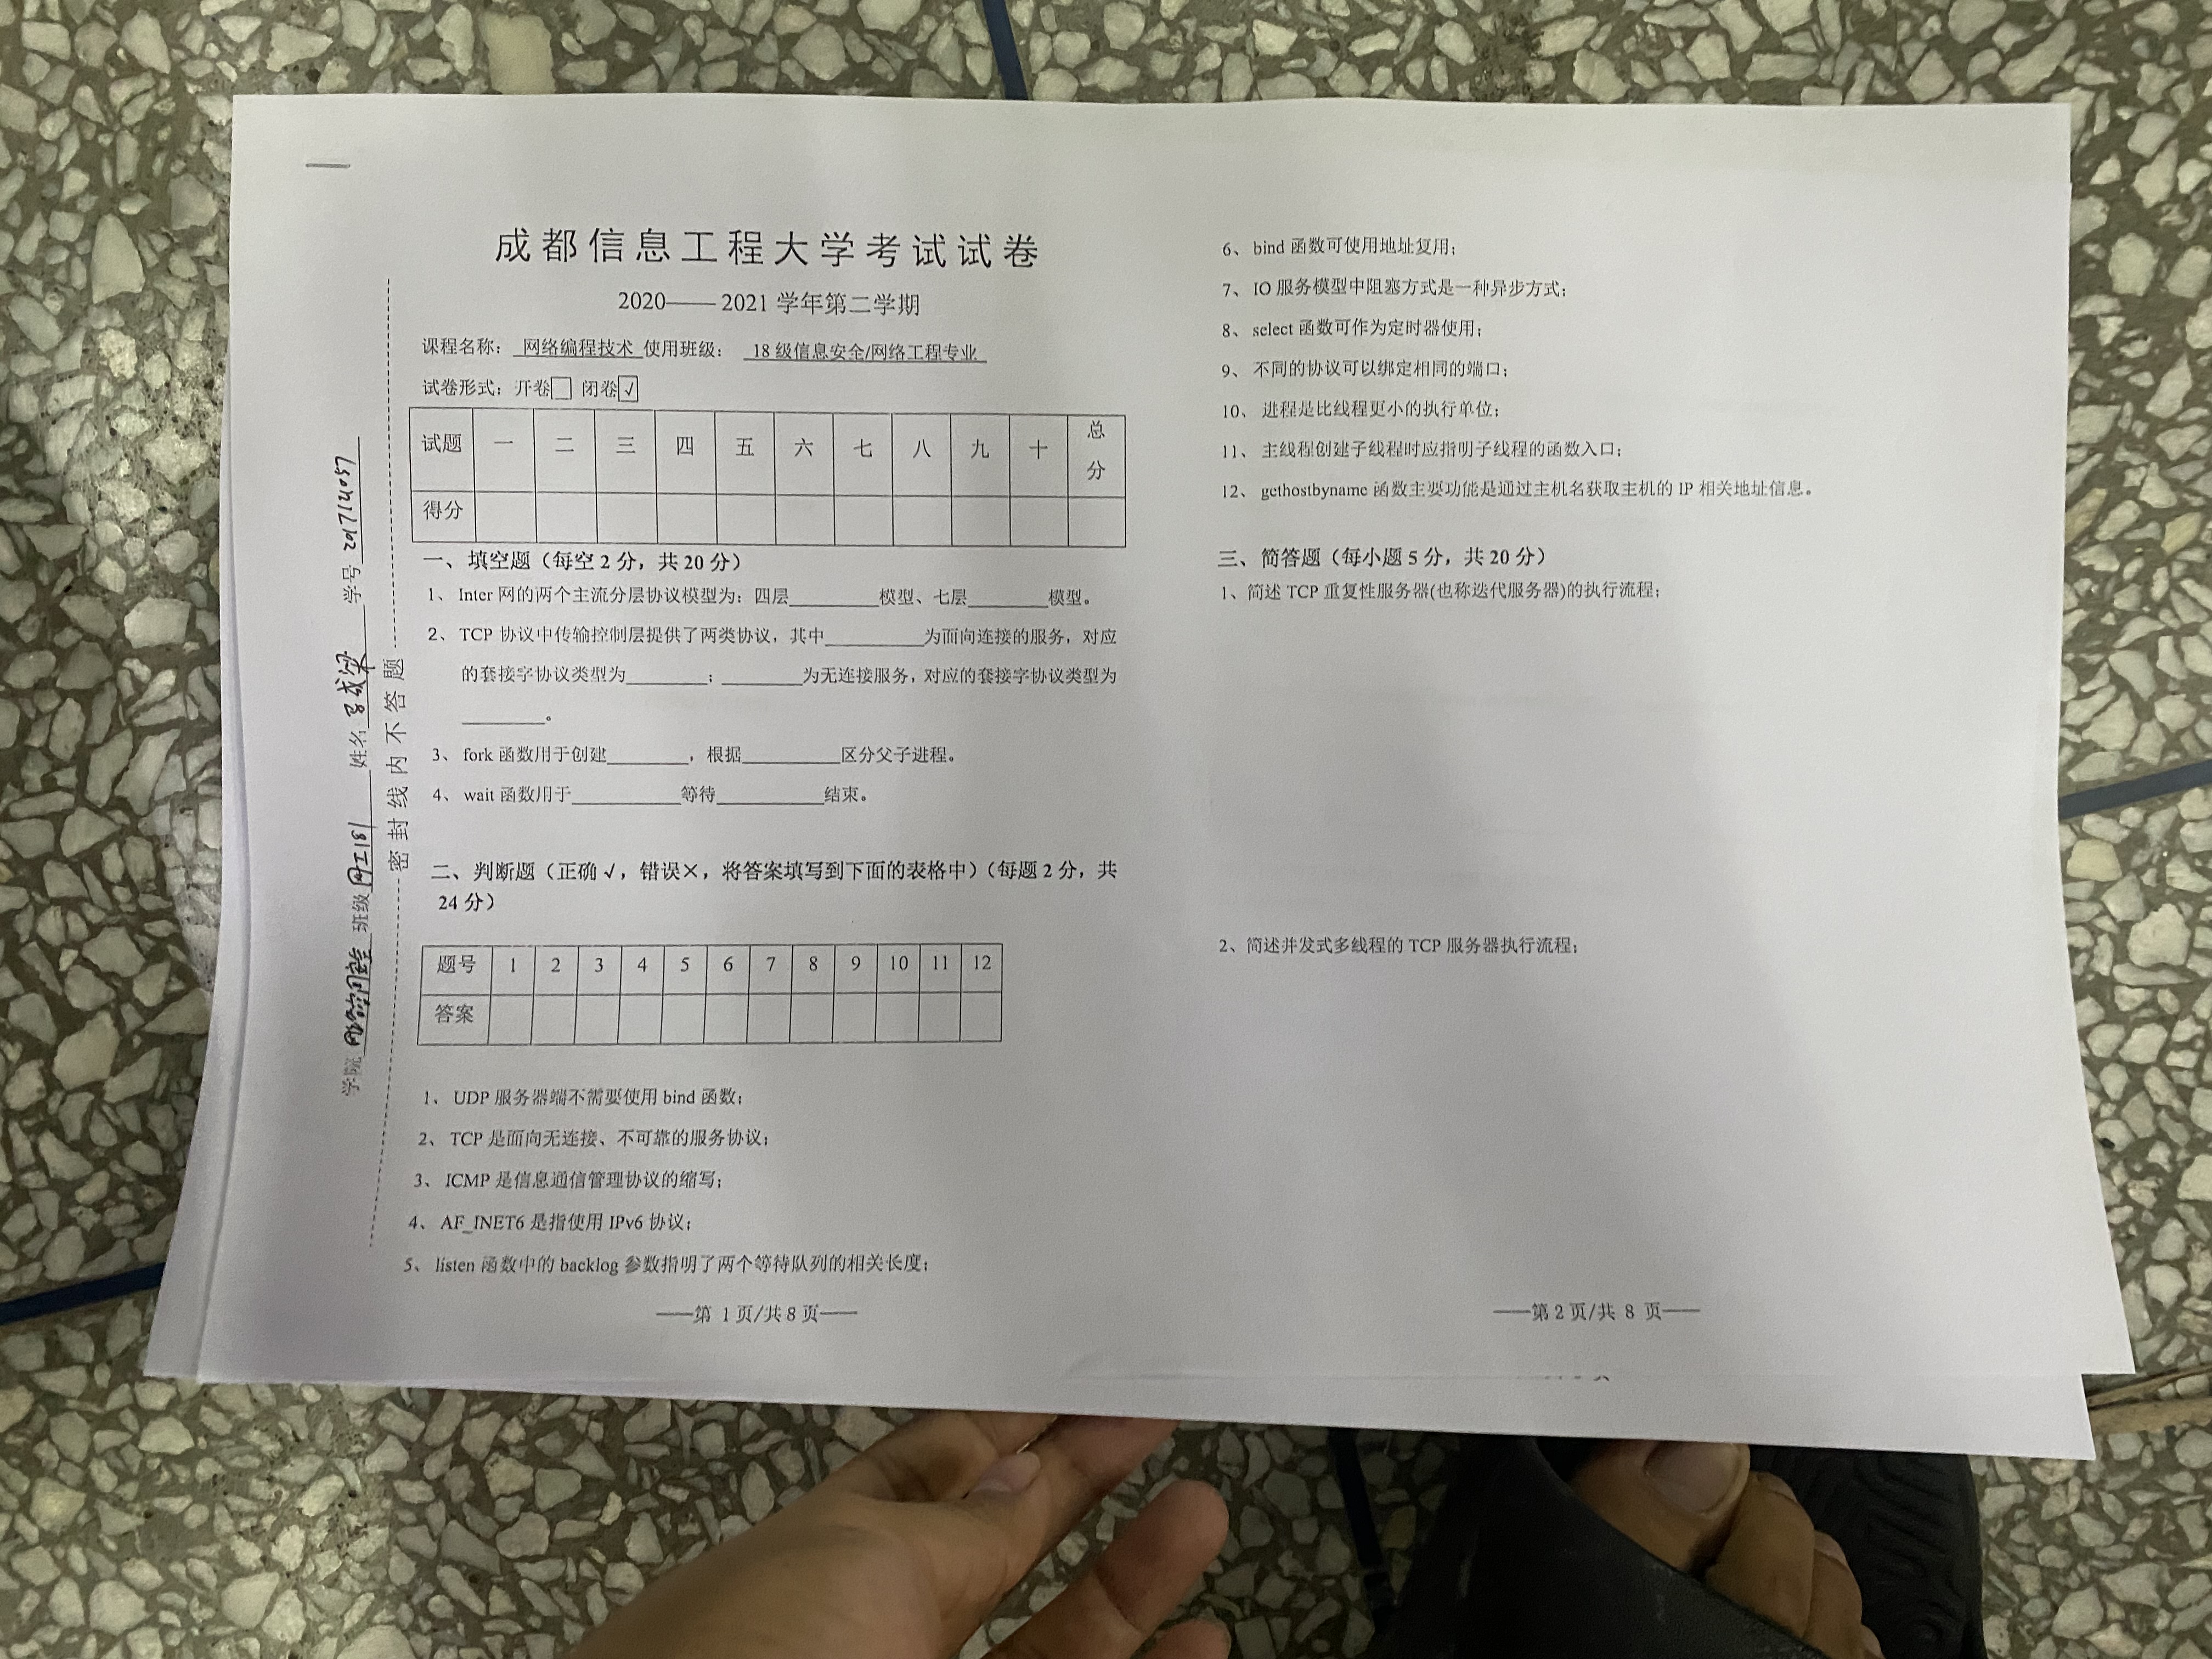 成都信息工程大学考试试卷
2020——2021 学年第二学期
课程名称: 网络编程技术 使用班级: 18级信息安全/网络工程专业
试卷形式: 开卷□ 闭卷☑
试题 一 二 三 四 五 六 七 八 九 十 总分
得分
学院 班级 网工181 姓名 学号
密封线内不答题
一、填空题（每空 2 分，共 20 分）
1、Inter 网的两个主流分层协议模型为: 四层________模型、七层________模型。
2、TCP 协议中传输控制层提供了两类协议，其中________为面向连接的服务，对应
的套接字协议类型为________; ________为无连接服务，对应的套接字协议类型为
________。
3、fork 函数用于创建________，根据________区分父子进程。
4、wait 函数用于________等待________结束。
二、判断题（正确√，错误×，将答案填写到下面的表格中）（每题 2 分，共
24 分）
题号 1 2 3 4 5 6 7 8 9 10 11 12
答案
1、UDP 服务器端不需要使用 bind 函数;
2、TCP 是面向无连接、不可靠的服务协议;
3、ICMP 是信息通信管理协议的缩写;
4、AF_INET6 是指使用 IPv6 协议;
5、listen 函数中的 backlog 参数指明了两个等待队列的相关长度;
——第 1 页/共 8 页——
6、bind 函数可使用地址复用;
7、IO 服务模型中阻塞方式是一种异步方式;
8、select 函数可作为定时器使用;
9、不同的协议可以绑定相同的端口;
10、进程是比线程更小的执行单位;
11、主线程创建子线程时应指明子线程的函数入口;
12、gethostbyname 函数主要功能是通过主机名获取主机的 IP 相关地址信息。
三、简答题（每小题 5 分，共 20 分）
1、简述 TCP 重复性服务器(也称迭代服务器)的执行流程;
2、简述并发式多线程的 TCP 服务器执行流程;
——第 2 页/共 8 页——